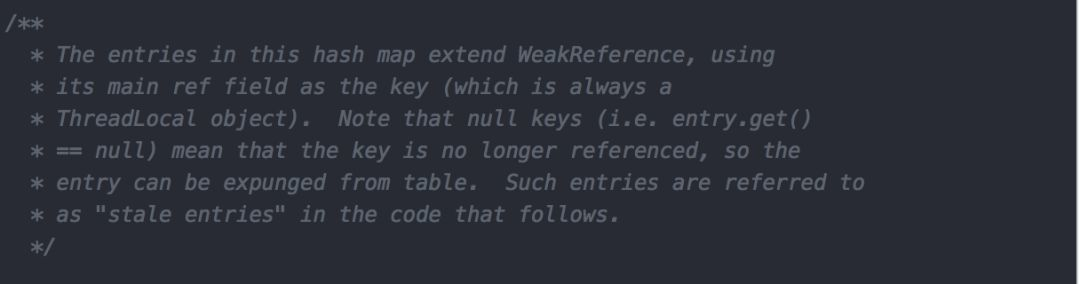 /**
* The entries in this hash map extend WeakReference, using
* its main ref field as the key (which is always a
* ThreadLocal object).  Note that null keys (i.e. entry.get()
* == null) mean that the key is no longer referenced, so the
* entry can be expunged from table.  Such entries are referred to
* as "stale entries" in the code that follows.
*/